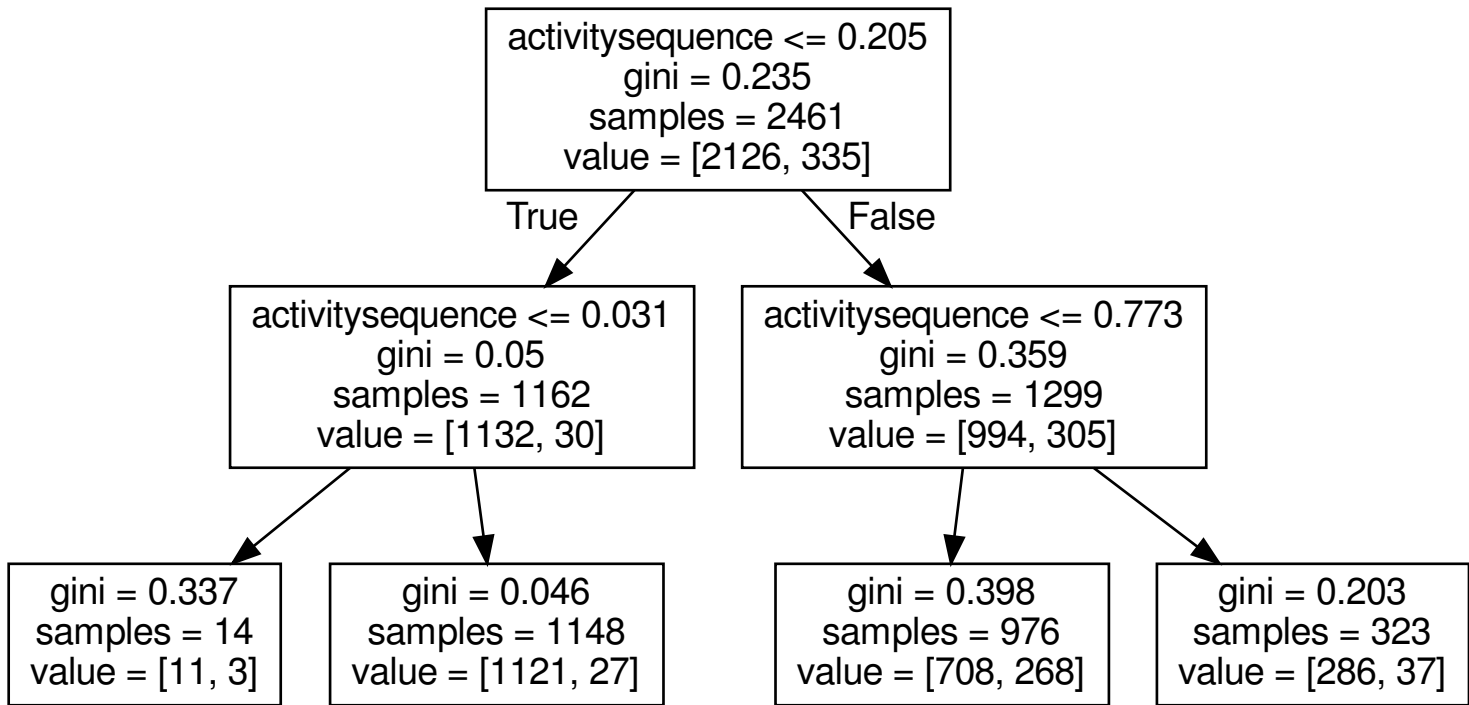 activitysequence <= 0.205
gini = 0.235
samples = 2461
value = [2126, 335]
True
False
activitysequence <= 0.031
gini = 0.05
samples = 1162
value = [1132, 30]
activitysequence <= 0.773
gini = 0.359
samples = 1299
value = [994, 305]
gini = 0.337
samples = 14
value = [11, 3]
gini = 0.046
samples = 1148
value = [1121, 27]
gini = 0.398
samples = 976
value = [708, 268]
gini = 0.203
samples = 323
value = [286, 37]